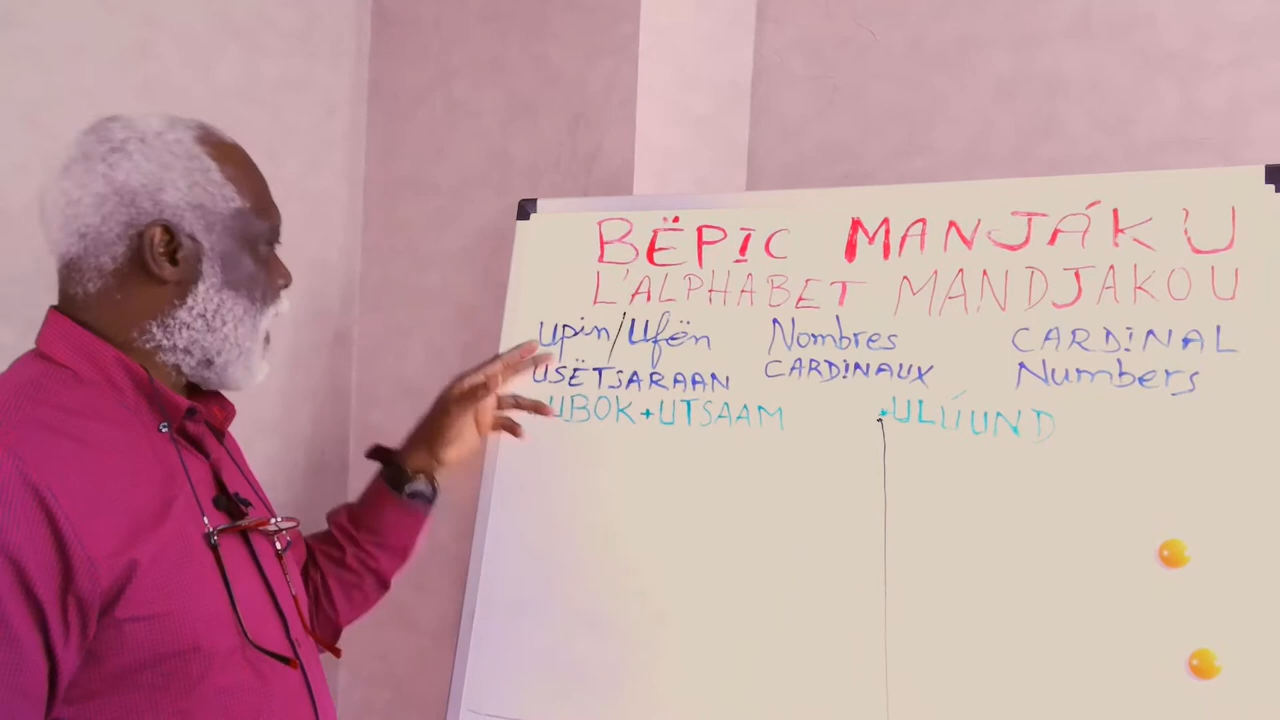 BËPIC MANJÁKU
L'ALPHABET MANDJAKOU
Upin/Ufën Nombres CARDINAL
USËTSARAAN CARDINAUX Numbers
UBOK+UTSAAM +ULÚUND